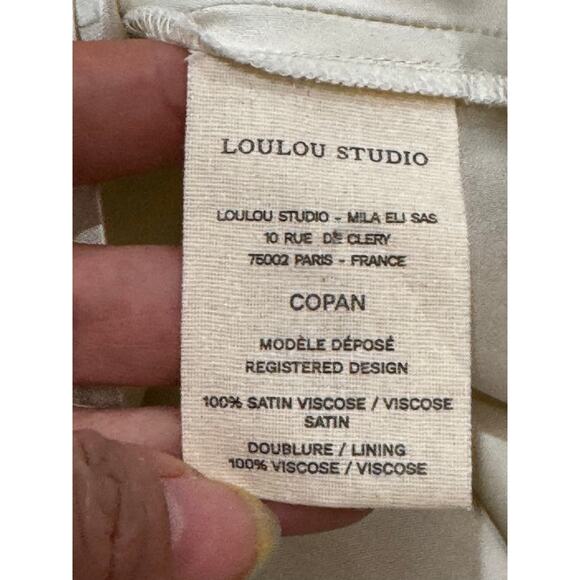 LOULOU STUDIO
LOULOU STUDIO - MILA ELI SAS
10 RUE DE CLERY
75002 PARIS - FRANCE
COPAN
MODÈLE DÉPOSÉ
REGISTERED DESIGN
100% SATIN VISCOSE / VISCOSE
SATIN
DOUBLURE / LINING
100% VISCOSE / VISCOSE